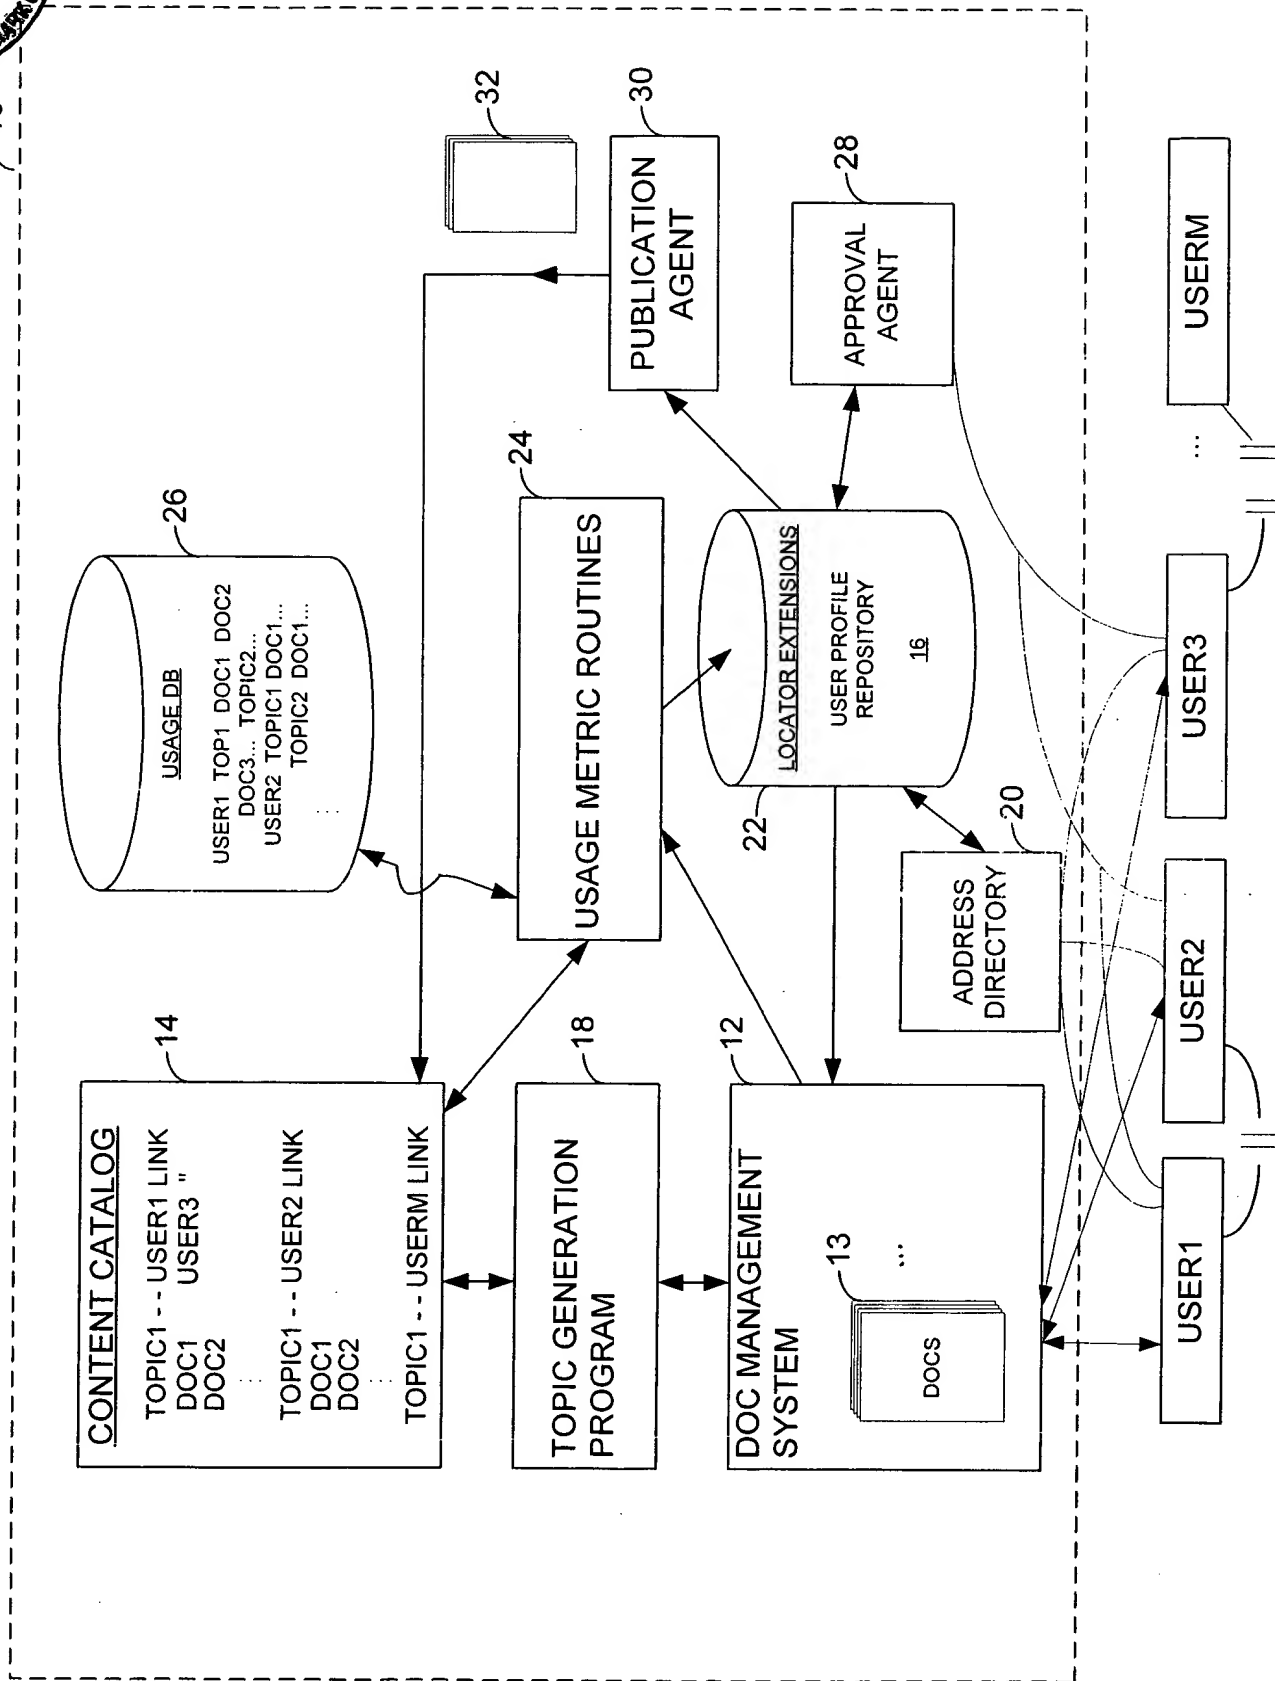 CONTENT CATALOG
14
TOPIC1 - - USER1 LINK
DOC1 USER3 "
DOC2
TOPIC1 - - USER2 LINK
DOC1
DOC2
TOPIC1 - - USERM LINK
USAGE DB
26
USER1 TOP1 DOC1 DOC2
DOC3... TOPIC2...
USER2 TOPIC1 DOC1...
TOPIC2 DOC1...
32
TOPIC GENERATION
PROGRAM
18
USAGE METRIC ROUTINES
24
PUBLICATION
AGENT
30
DOC MANAGEMENT
SYSTEM
12
13
DOCS
...
22
LOCATOR EXTENSIONS
USER PROFILE
REPOSITORY
16
APPROVAL
AGENT
28
ADDRESS
DIRECTORY
20
USER1
USER2
USER3
...
USERM